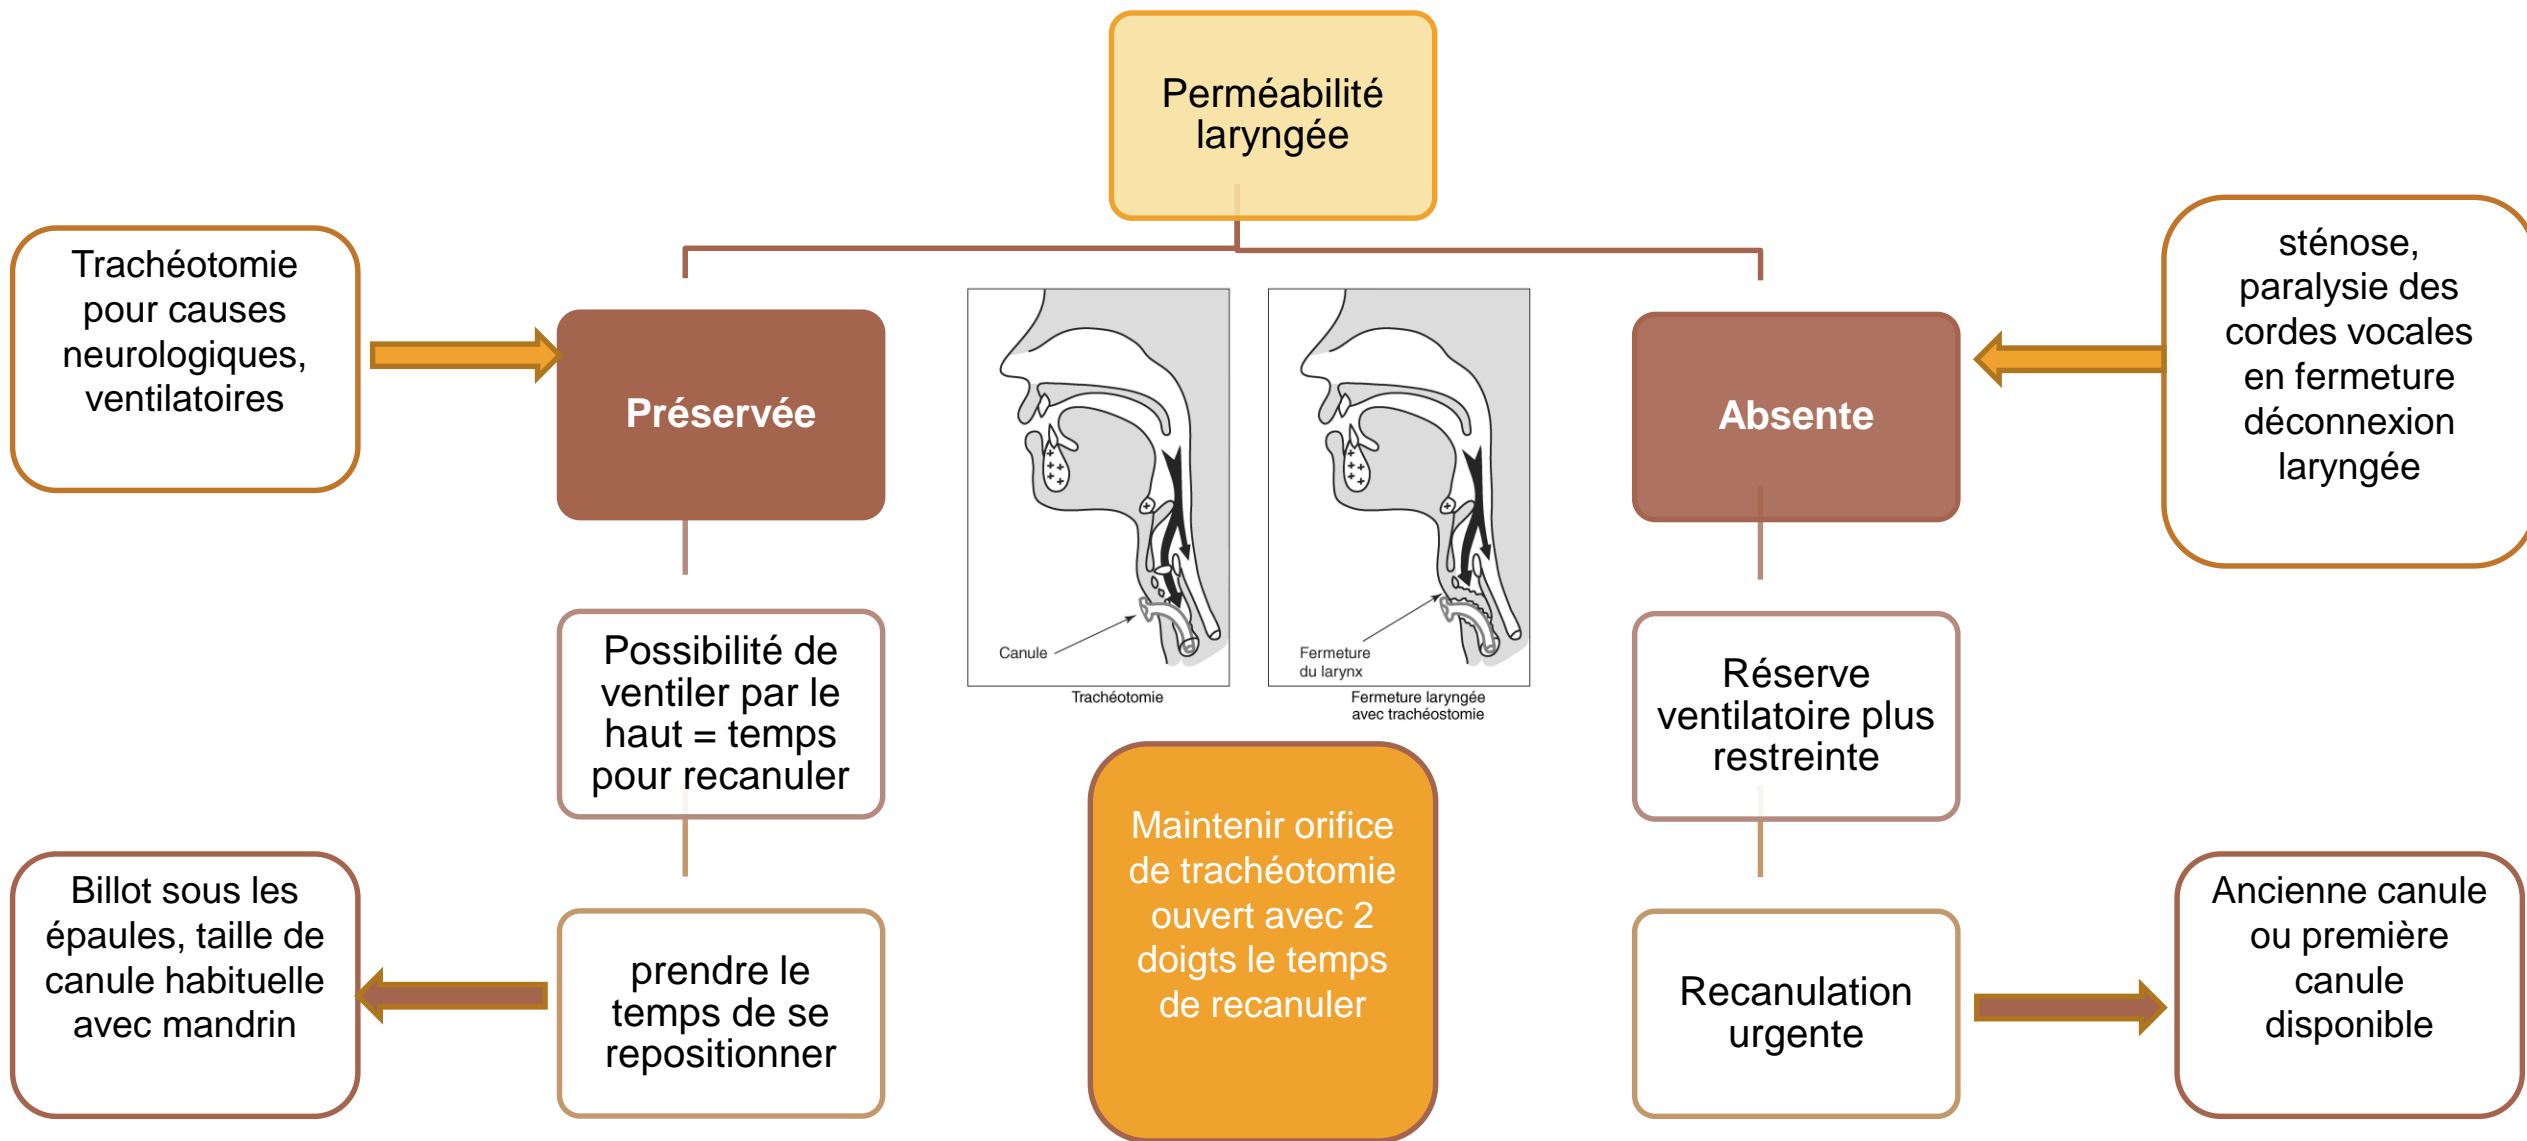 Perméabilité
laryngée
Trachéotomie
pour causes
neurologiques,
ventilatoires
Préservée
Absente
sténose,
paralysie des
cordes vocales
en fermeture
déconnexion
laryngée
Canule
Trachéotomie
Fermeture
du larynx
Fermeture laryngée
avec trachéostomie
Possibilité de
ventiler par le
haut = temps
pour recanuler
Réserve
ventilatoire plus
restreinte
Maintenir orifice
de trachéotomie
ouvert avec 2
doigts le temps
de recanuler
Billot sous les
épaules, taille de
canule habituelle
avec mandrin
prendre le
temps de se
repositionner
Recanulation
urgente
Ancienne canule
ou première
canule
disponible